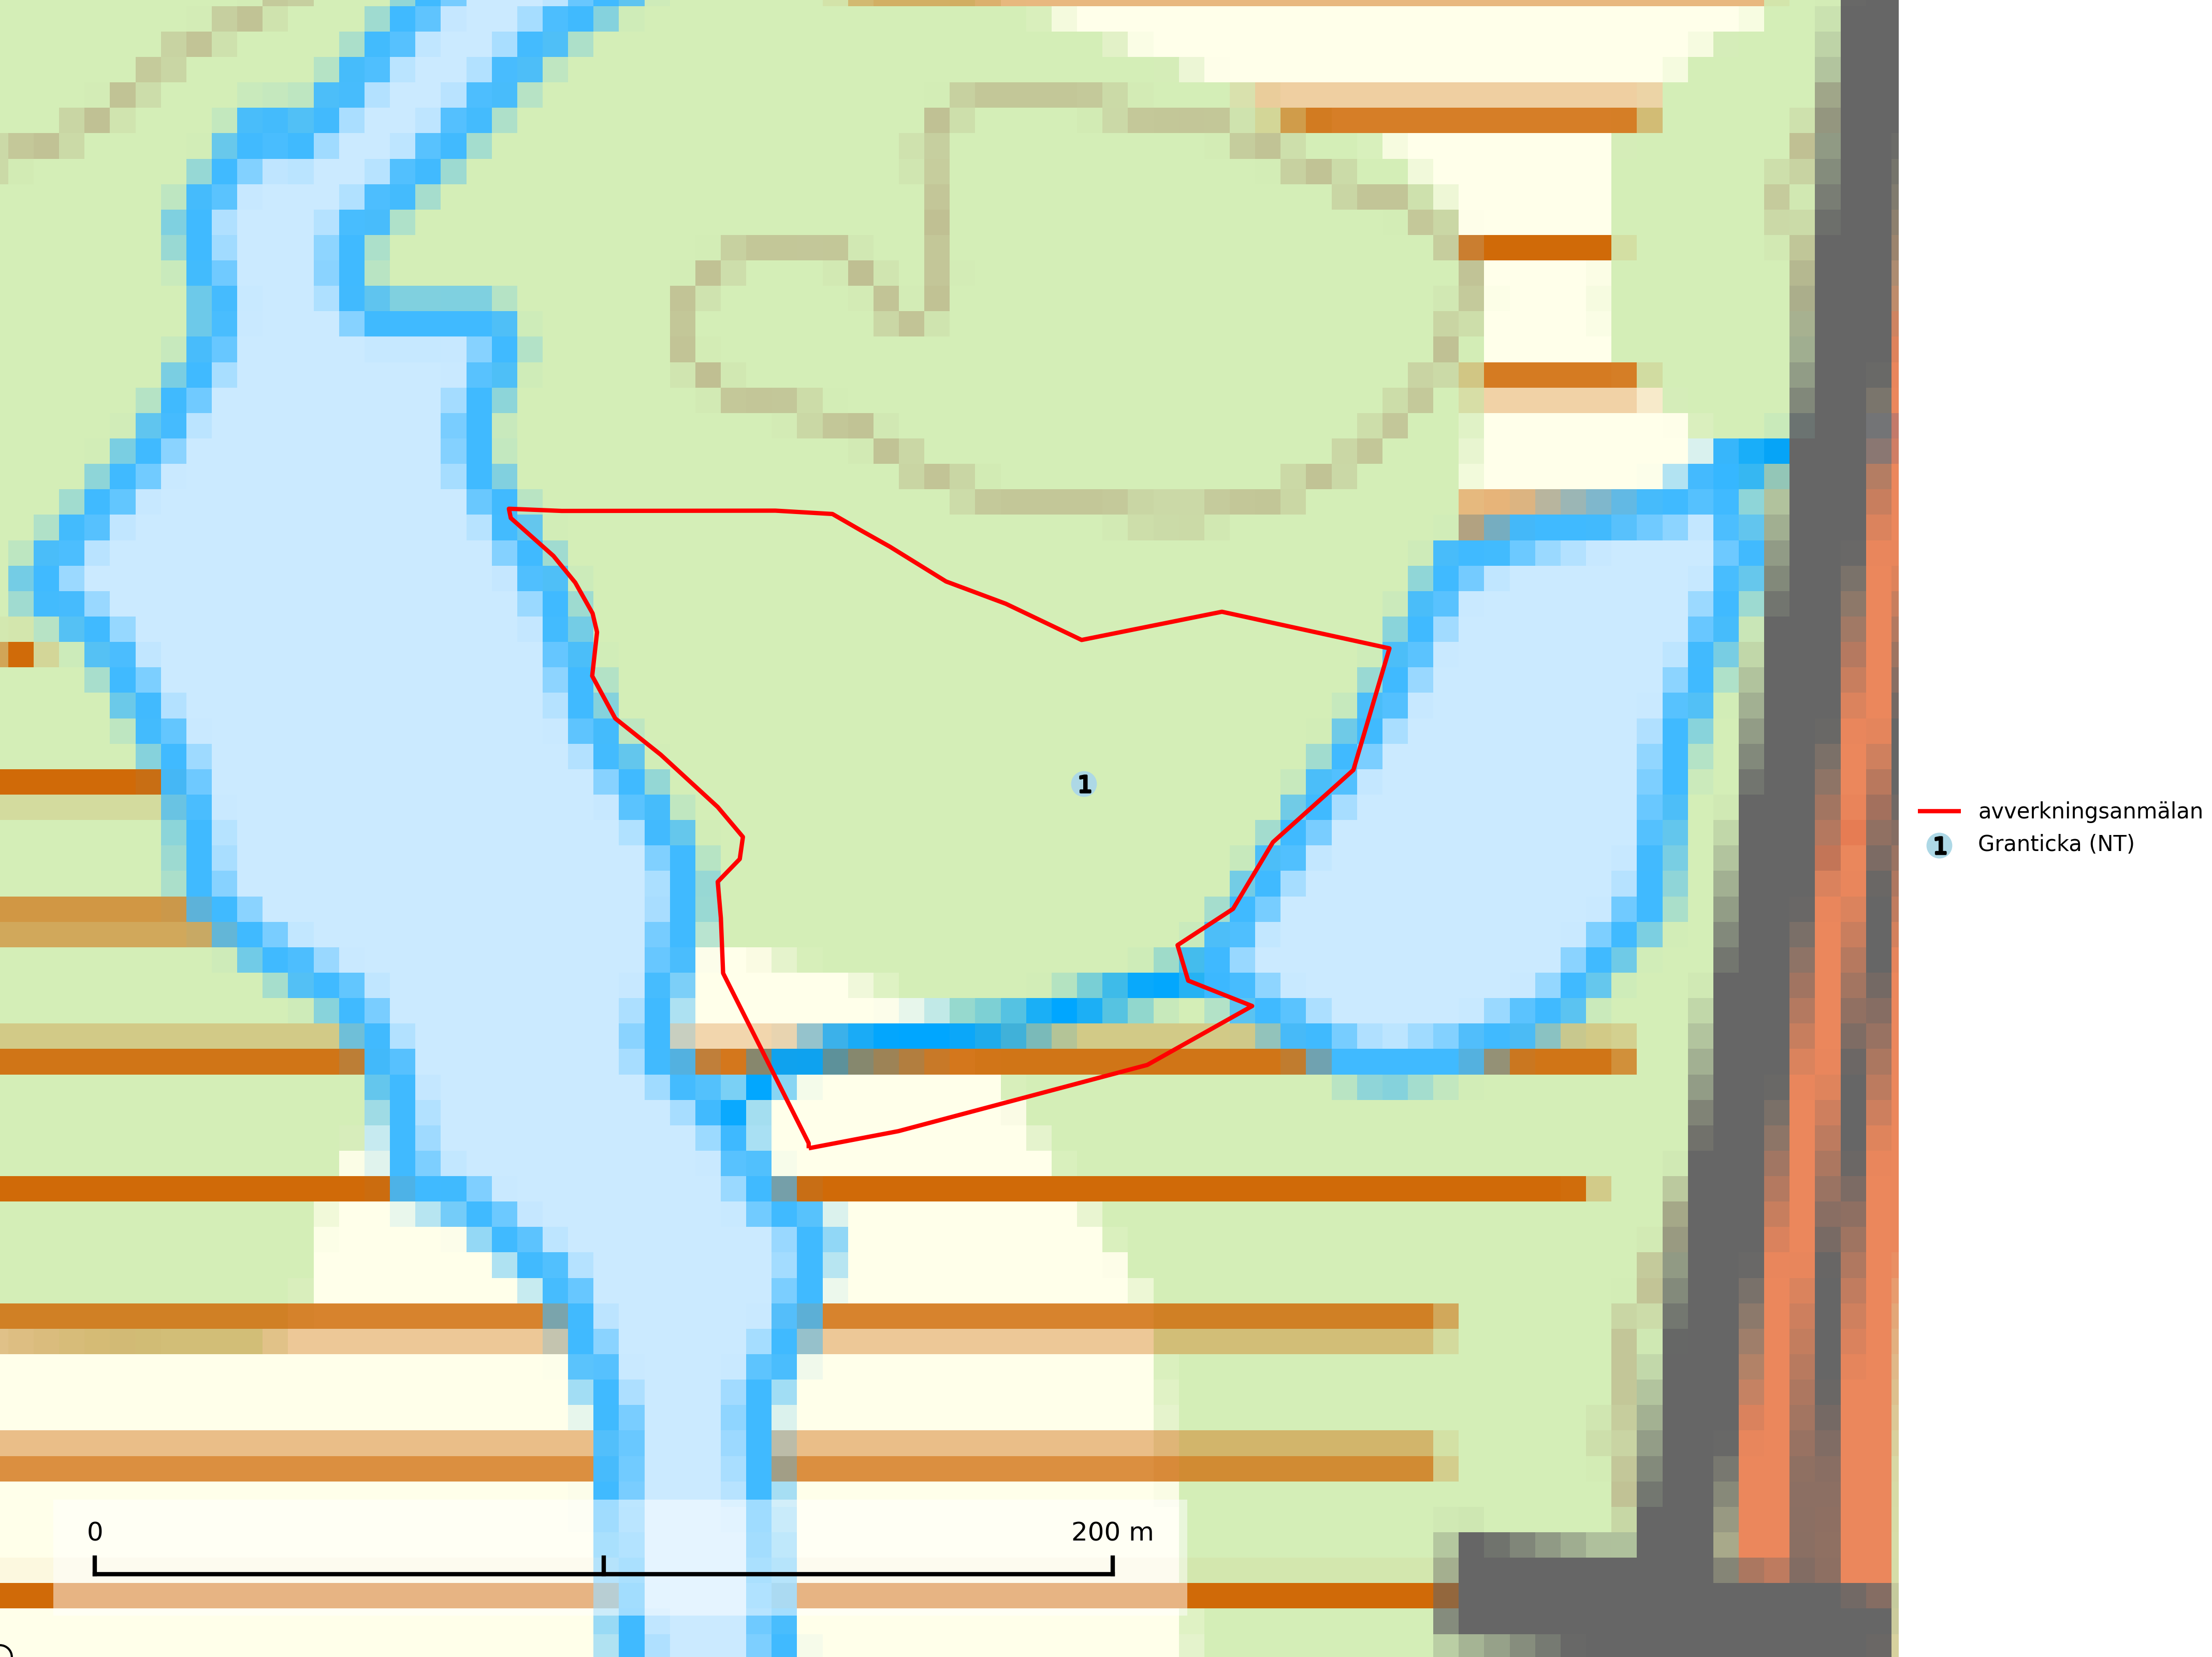 1
avverkningsanmälan
1 Granticka (NT)
0 200 m